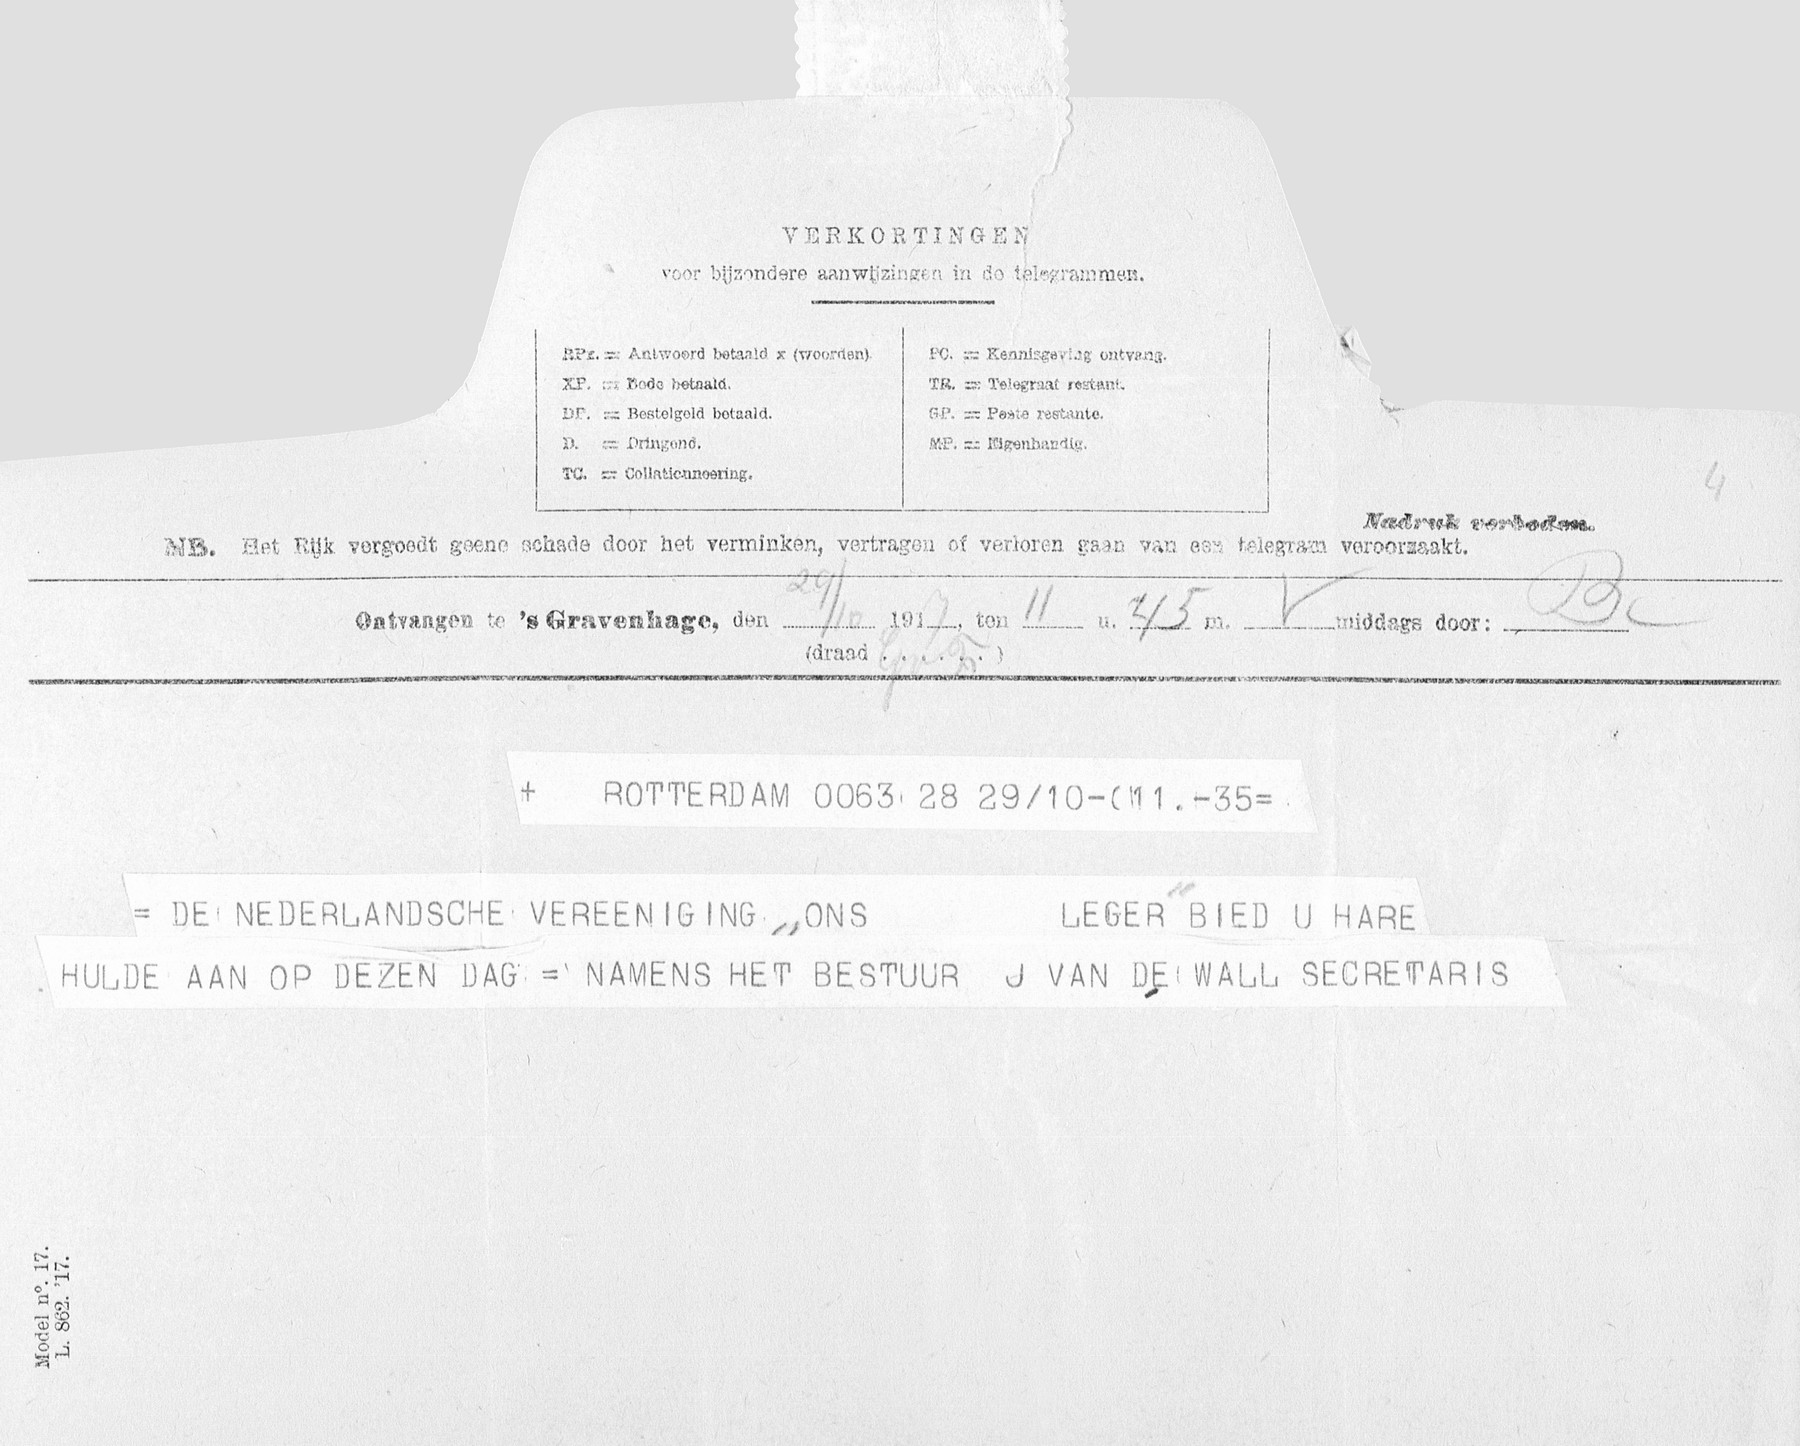 VERKORTINGEN
voor bijzondere aanwijzingen in de telegrammen.
RPx. = Antwoord betaald x (woorden).
XP. = Bode betaald.
DP. = Bestelgeld betaald.
D. = Dringend.
TC. = Collationneering.
PC. = Kennisgeving ontvang.
TR. = Telegraaf restant.
GP. = Poste restante.
MP. = Eigenhandig.
4
Nadruk verboden.
NB. Het Rijk vergoedt geene schade door het verminken, vertragen of verloren gaan van een telegram veroorzaakt.
Ontvangen te 's Gravenhage, den 29/10 1917, ten 11 u. 45 m. V middags door:
(draad . . . . . . )
+ ROTTERDAM 0063 28 29/10-(M11.-35=
= DE NEDERLANDSCHE VEREENIGING ,,ONS LEGER" BIED U HARE
HULDE AAN OP DEZEN DAG = NAMENS HET BESTUUR J VAN DE WALL SECRETARIS
Model nº. 17.
L. 862. '17.